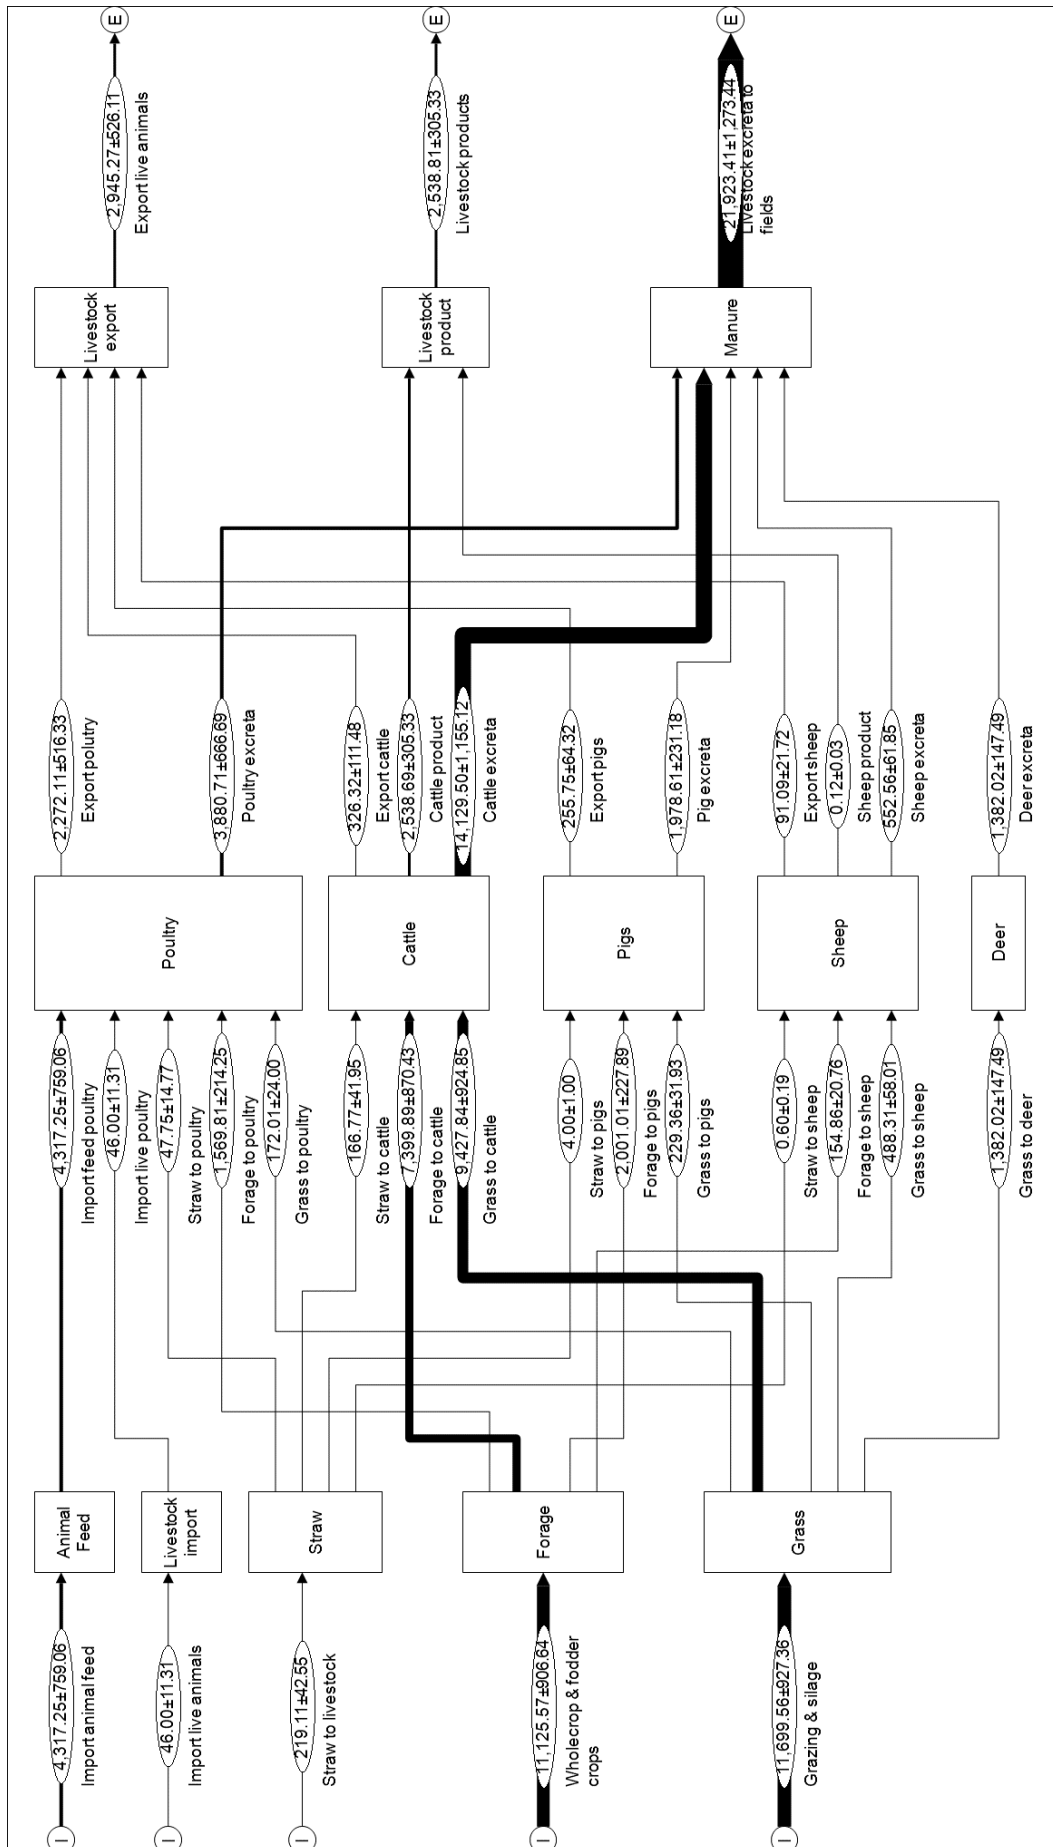 I
4,317.25±759.06
Import animal feed
I
46.00±11.31
Import live animals
I
219.11±42.55
Straw to livestock
I
11,125.57±906.64
Wholecrop & fodder
crops
I
11,699.56±927.36
Grazing & silage
Animal
Feed
Livestock
import
Straw
Forage
Grass
4,317.25±759.06
Import feed poultry
46.00±11.31
Import live poultry
47.75±14.77
Straw to poultry
1,569.81±214.25
Forage to poultry
172.01±24.00
Grass to poultry
166.77±41.95
Straw to cattle
7,399.89±870.43
Forage to cattle
9,427.84±924.85
Grass to cattle
4.00±1.00
Straw to pigs
2,001.01±227.89
Forage to pigs
229.36±31.93
Grass to pigs
0.60±0.19
Straw to sheep
154.86±20.76
Forage to sheep
488.31±58.01
Grass to sheep
1,382.02±147.49
Grass to deer
Poultry
Cattle
Pigs
Sheep
Deer
2,272.11±516.33
Export polutry
3,880.71±666.69
Poultry excreta
326.32±111.48
Export cattle
2,538.69±305.33
Cattle product
14,129.50±1,155.12
Cattle excreta
255.75±64.32
Export pigs
1,978.61±231.18
Pig excreta
91.09±21.72
Export sheep
0.12±0.03
Sheep product
552.56±61.85
Sheep excreta
1,382.02±147.49
Deer excreta
Livestock
export
Livestock
product
Manure
2,945.27±526.11
Export live animals
E
2,538.81±305.33
Livestock products
E
21,923.41±1,273.44
Livestock excreta to
fields
E